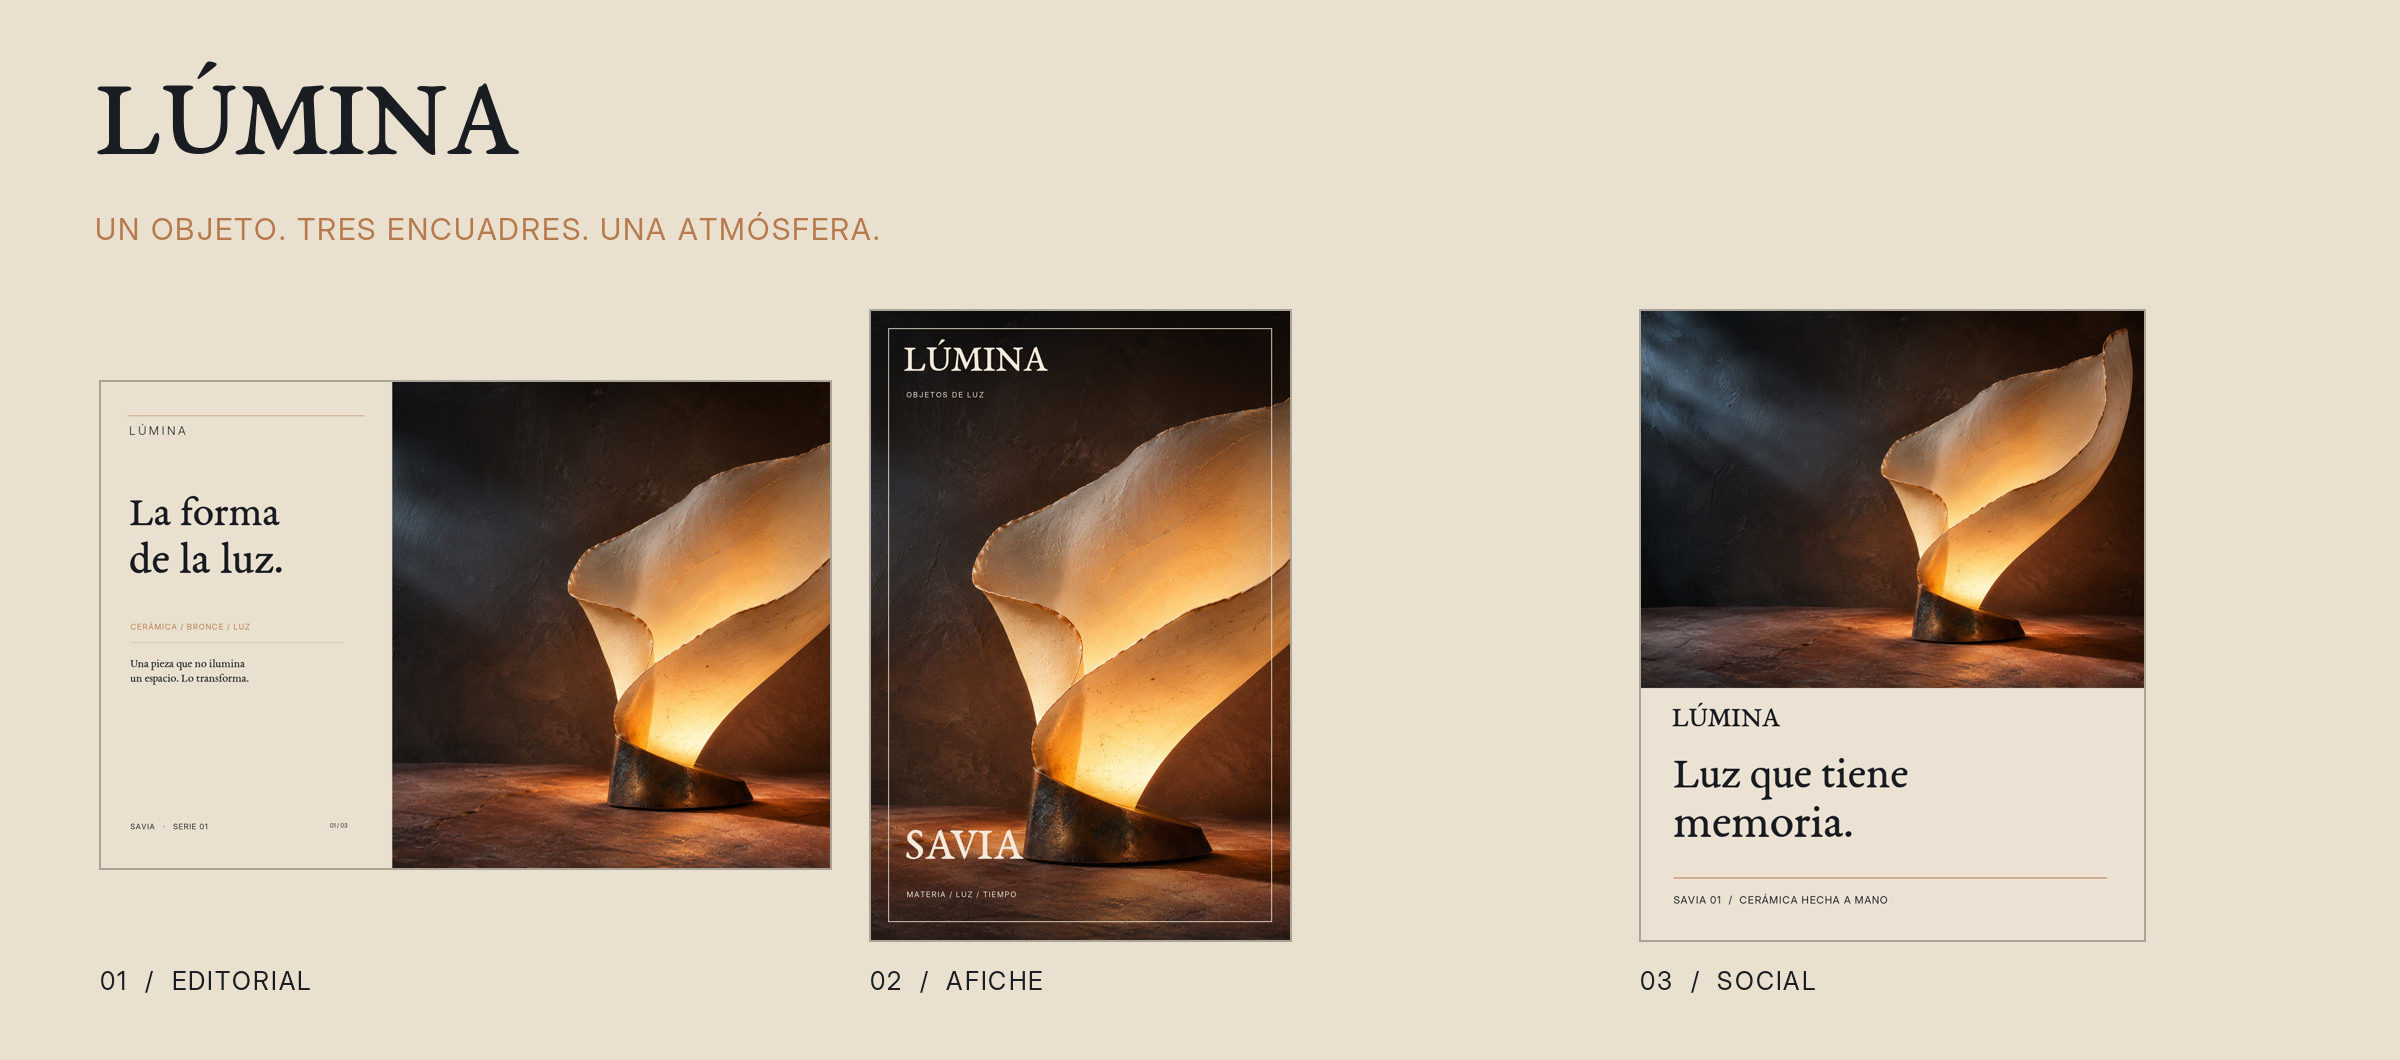 LÚMINA
UN OBJETO. TRES ENCUADRES. UNA ATMÓSFERA.
LÚMINA
La forma
de la luz.
CERÁMICA / BRONCE / LUZ
Una pieza que no ilumina
un espacio. Lo transforma.
SAVIA · SERIE 01
01/03
01 / EDITORIAL
LÚMINA
OBJETOS DE LUZ
SAVIA
MATERIA / LUZ / TIEMPO
02 / AFICHE
LÚMINA
Luz que tiene
memoria.
SAVIA 01 / CERÁMICA HECHA A MANO
03 / SOCIAL